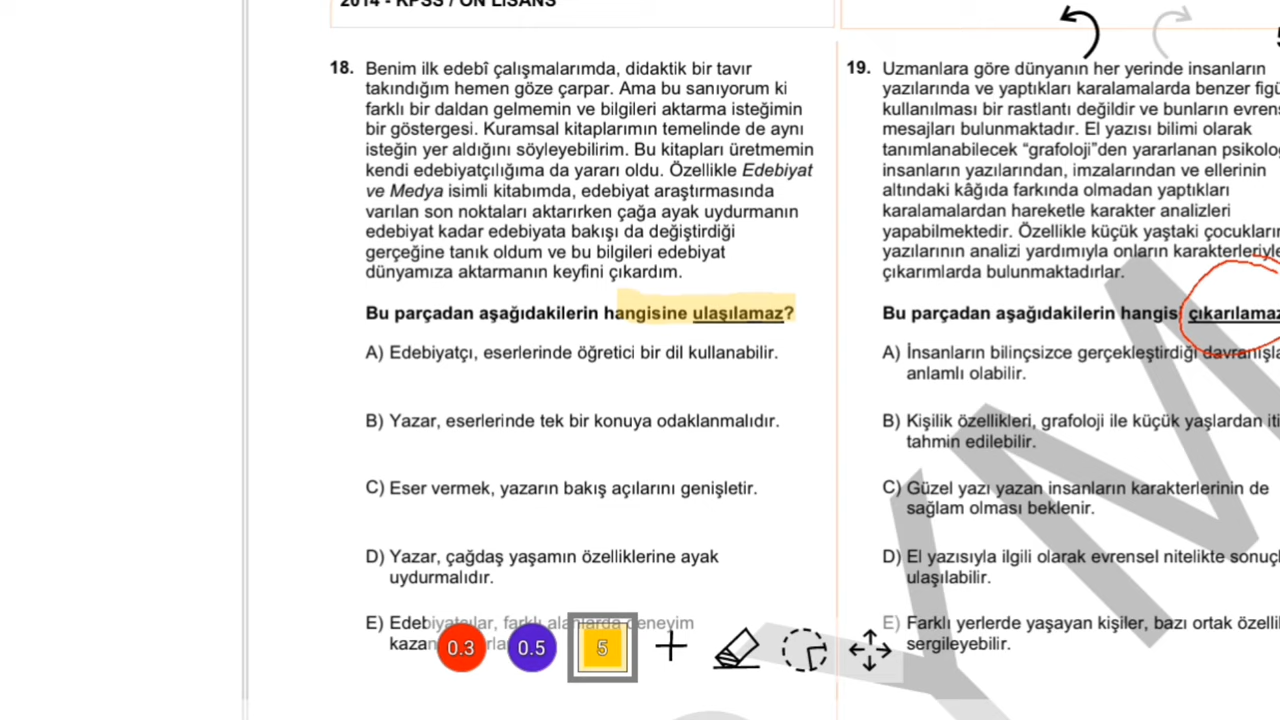 2014 - KPSS / ÖN LİSANS
18. Benim ilk edebî çalışmalarımda, didaktik bir tavır
takındığım hemen göze çarpar. Ama bu sanıyorum ki
farklı bir daldan gelmemin ve bilgileri aktarma isteğimin
bir göstergesi. Kuramsal kitaplarımın temelinde de aynı
isteğin yer aldığını söyleyebilirim. Bu kitapları üretmemin
kendi edebiyatçılığıma da yararı oldu. Özellikle Edebiyat
ve Medya isimli kitabımda, edebiyat araştırmasında
varılan son noktaları aktarırken çağa ayak uydurmanın
edebiyat kadar edebiyata bakışı da değiştirdiği
gerçeğine tanık oldum ve bu bilgileri edebiyat
dünyamıza aktarmanın keyfini çıkardım.
Bu parçadan aşağıdakilerin hangisine ulaşılamaz?
A) Edebiyatçı, eserlerinde öğretici bir dil kullanabilir.
B) Yazar, eserlerinde tek bir konuya odaklanmalıdır.
C) Eser vermek, yazarın bakış açılarını genişletir.
D) Yazar, çağdaş yaşamın özelliklerine ayak
uydurmalıdır.
E) Edebiyatçılar, farklı alanlarda deneyim
0.3 0.5 5
19. Uzmanlara göre dünyanın her yerinde insanların
yazılarında ve yaptıkları karalamalarda benzer
kullanılması bir rastlantı değildir ve bunların
mesajları bulunmaktadır. El yazısı bilimi olarak
tanımlanabilecek “grafoloji”den yararlanan
insanların yazılarından, imzalarından ve ellerinin
altındaki kâğıda farkında olmadan yaptıkları
karalamalardan hareketle karakter analizleri
yapabilmektedir. Özellikle küçük yaştaki
yazılarının analizi yardımıyla onların
çıkarımlarda bulunmaktadırlar.
Bu parçadan aşağıdakilerin hangisi çıkarılamaz
A) İnsanların bilinçsizce gerçekleştirdiği
anlamlı olabilir.
B) Kişilik özellikleri, grafoloji ile küçük yaşlardan
tahmin edilebilir.
C) Güzel yazı yazan insanların karakterlerinin de
sağlam olması beklenir.
D) El yazısıyla ilgili olarak evrensel nitelikte
ulaşılabilir.
E) Farklı yerlerde yaşayan kişiler, bazı ortak
sergileyebilir.